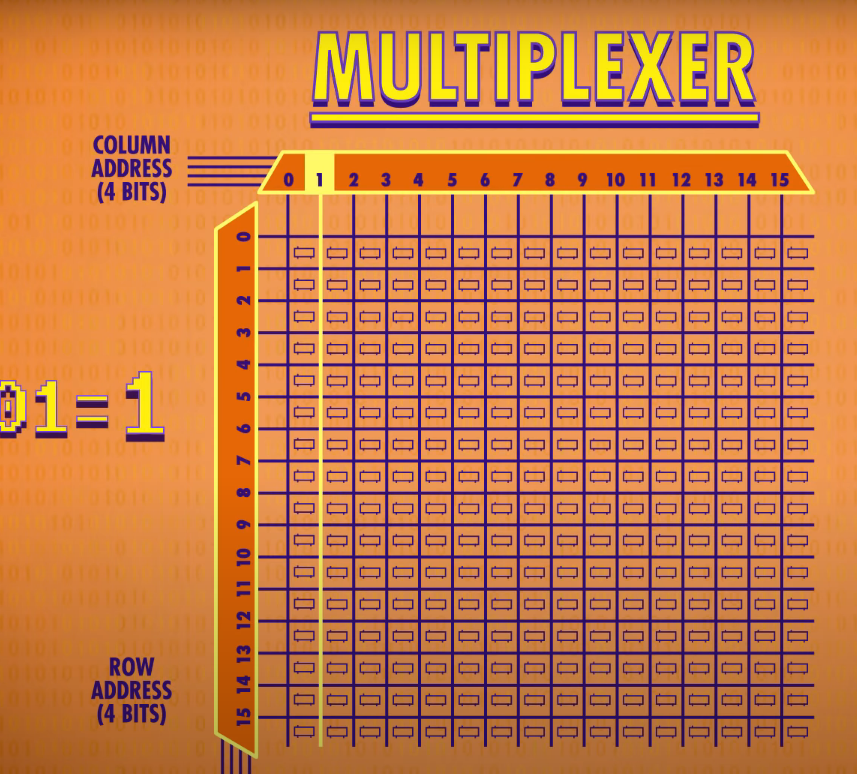 MULTIPLEXER
COLUMN
ADDRESS
(4 BITS)
0 1 2 3 4 5 6 7 8 9 10 11 12 13 14 15
0
1
2
3
4
5
6
7
8
9
10
11
12
13
14
15
01=1
ROW
ADDRESS
(4 BITS)